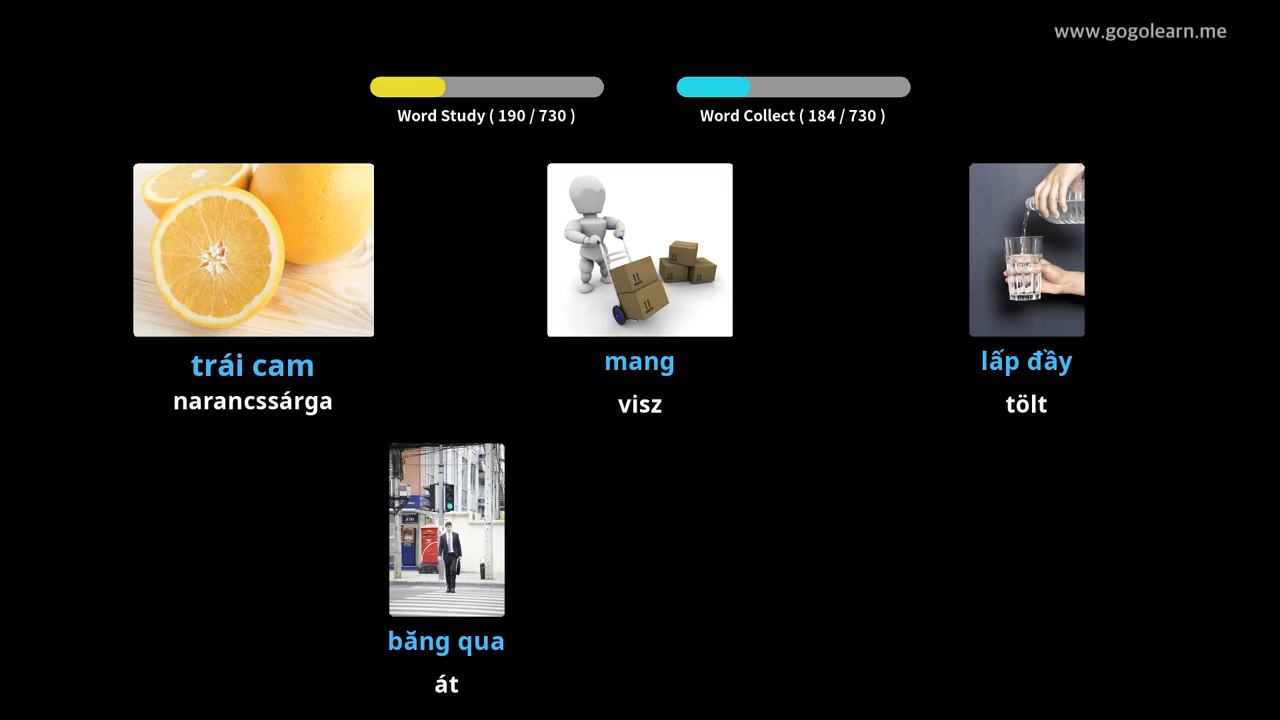 www.gogolearn.me
Word Study ( 190 / 730 )
Word Collect ( 184 / 730 )
trái cam
narancssárga
mang
visz
lấp đầy
tölt
băng qua
át